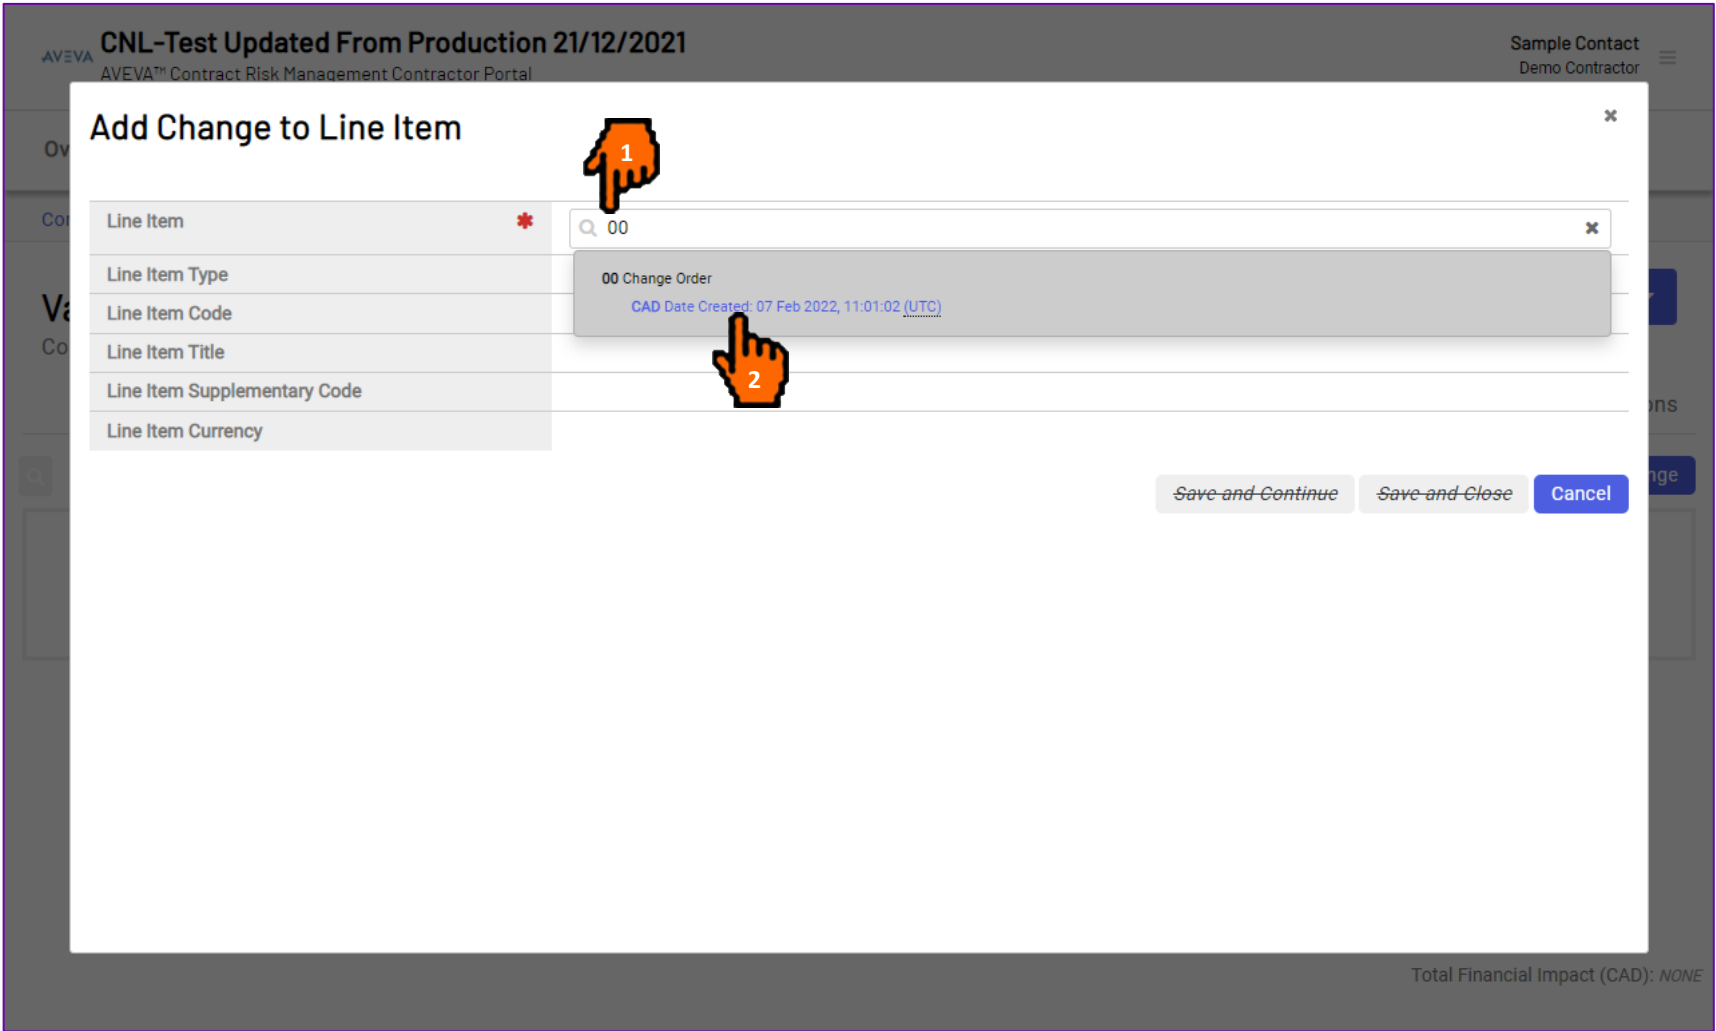 AVEVA
CNL-Test Updated From Production 21/12/2021
AVEVA™ Contract Risk Management Contractor Portal
Sample Contact
Demo Contractor
Add Change to Line Item
1
Line Item *
00
Line Item Type
00 Change Order
CAD Date Created: 07 Feb 2022, 11:01:02 (UTC)
Line Item Code
Line Item Title
2
Line Item Supplementary Code
Line Item Currency
Save and Continue
Save and Close
Cancel
Total Financial Impact (CAD): NONE